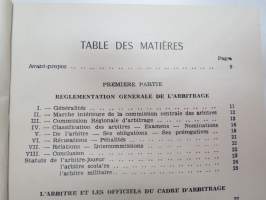 TABLE DES MATIÈRES
Pages
Avant-propos
PREMIÈRE PARTIE
REGLEMENTATION GENERALE DE L'ARBITRAGE
I. — Généralités 11
II. — Marche intérieure de la commission centrale des arbitres
III. — Commission Régionale d'arbitrage
IV. — Classification des arbitres — Examens — Nominations
V. — De l'arbitre — Ses obligations — Ses prérogatives
VI. — Récusations — Pénalités
VII. — Relations — Intercommissions
VIII. — Conclusion
Statuts de l'arbitre-joueur
l'arbitre scolaire
l'arbitre militaire
L'ARBITRE ET LES OFFICIELS DU CADRE D'ARBITRAGE